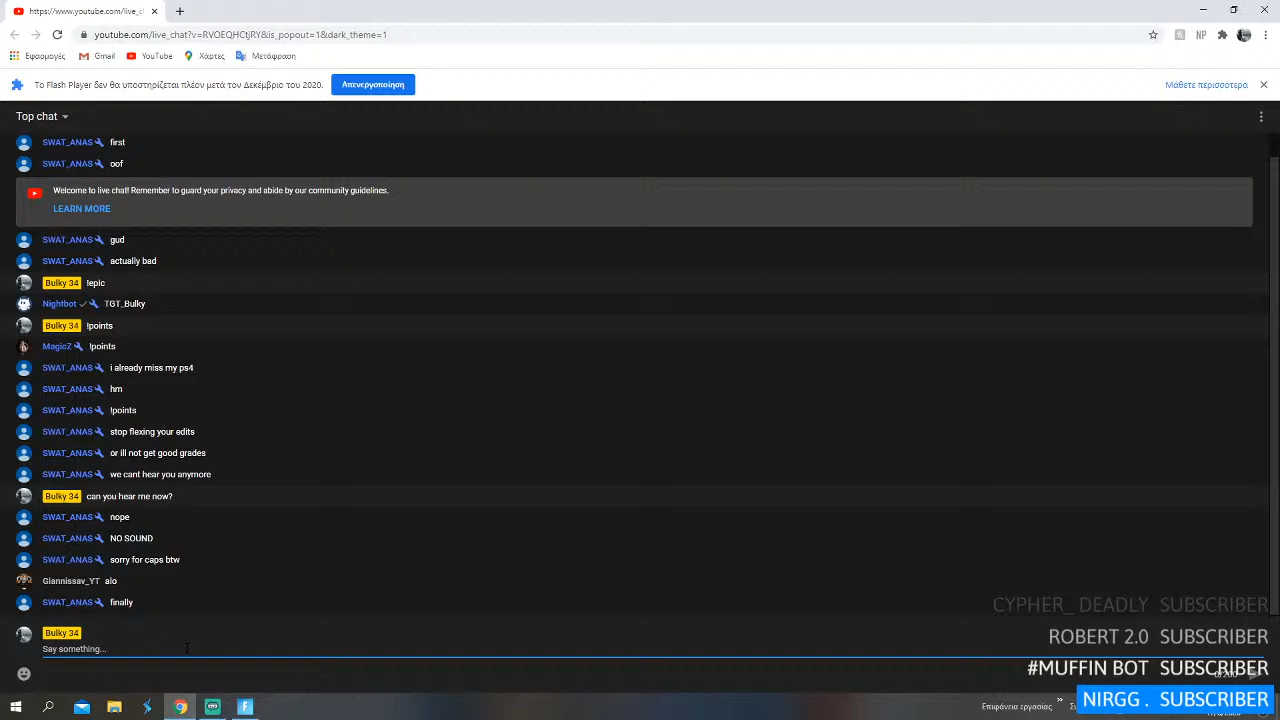 https://www.youtube.com/live_c
youtube.com/live_chat?v=RVOEQHCtjRY&is_popout=1&dark_theme=1
NP
Εφαρμογές
Gmail
YouTube
Χάρτες
Μετάφραση
Το Flash Player δεν θα υποστηρίζεται πλέον μετά τον Δεκέμβριο του 2020.
Απενεργοποίηση
Μάθετε περισσότερα
Top chat
SWAT_ANAS first
SWAT_ANAS oof
Welcome to live chat! Remember to guard your privacy and abide by our community guidelines.
LEARN MORE
SWAT_ANAS gud
SWAT_ANAS actually bad
Bulky 34 !epic
Nightbot TGT_Bulky
Bulky 34 !points
MagicZ !points
SWAT_ANAS i already miss my ps4
SWAT_ANAS hm
SWAT_ANAS !points
SWAT_ANAS stop flexing your edits
SWAT_ANAS or ill not get good grades
SWAT_ANAS we cant hear you anymore
Bulky 34 can you hear me now?
SWAT_ANAS nope
SWAT_ANAS NO SOUND
SWAT_ANAS sorry for caps btw
Giannissav_YT alo
SWAT_ANAS finally
Bulky 34
Say something...
CYPHER_ DEADLY SUBSCRIBER
ROBERT 2.0 SUBSCRIBER
#MUFFIN BOT SUBSCRIBER
NIRGG . SUBSCRIBER
Επιφάνεια εργασίας